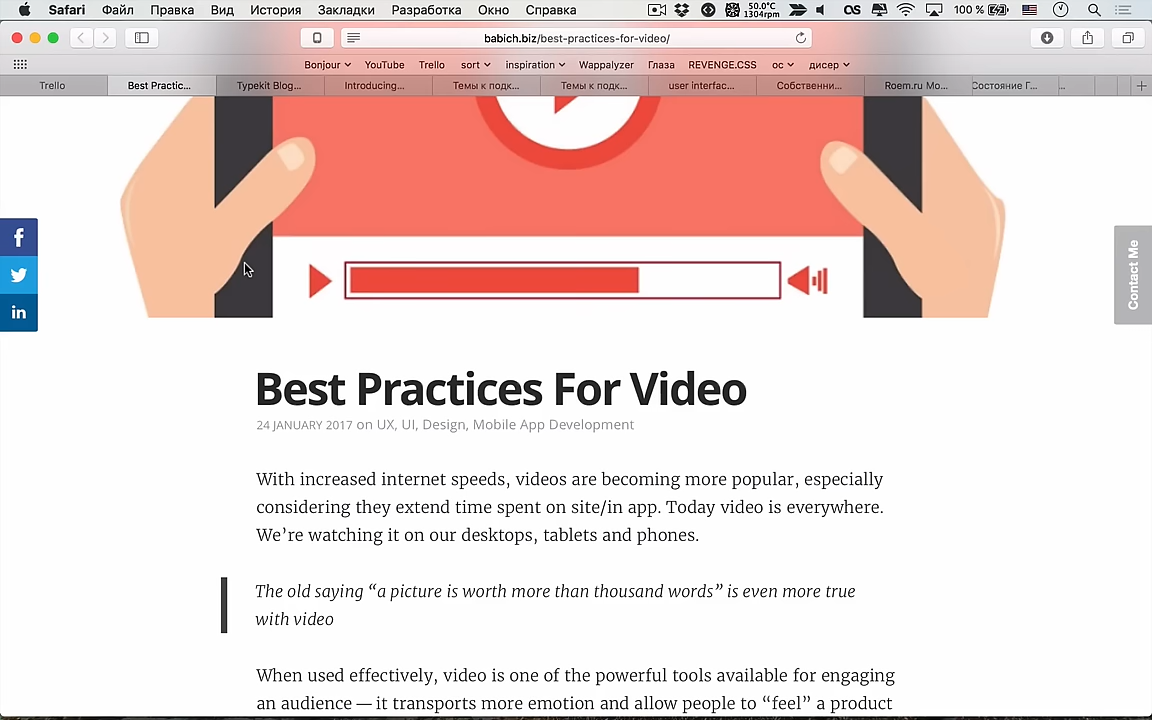 Safari Файл Правка Вид История Закладки Разработка Окно Справка 50.0°C 1304rpm OS 100 %
babich.biz/best-practices-for-video/
Bonjour YouTube Trello sort inspiration Wappalyzer Глаза REVENGE.CSS ос дисер
Trello Best Practic... Typekit Blog... Introducing... Темы к подк... Темы к подк... user interfac... Собственни... Roem.ru Mo... Состояние Г... ...
f
in
Contact Me
Best Practices For Video
24 JANUARY 2017 on UX, UI, Design, Mobile App Development
With increased internet speeds, videos are becoming more popular, especially
considering they extend time spent on site/in app. Today video is everywhere.
We’re watching it on our desktops, tablets and phones.
The old saying “a picture is worth more than thousand words” is even more true
with video
When used effectively, video is one of the powerful tools available for engaging
an audience — it transports more emotion and allow people to “feel” a product